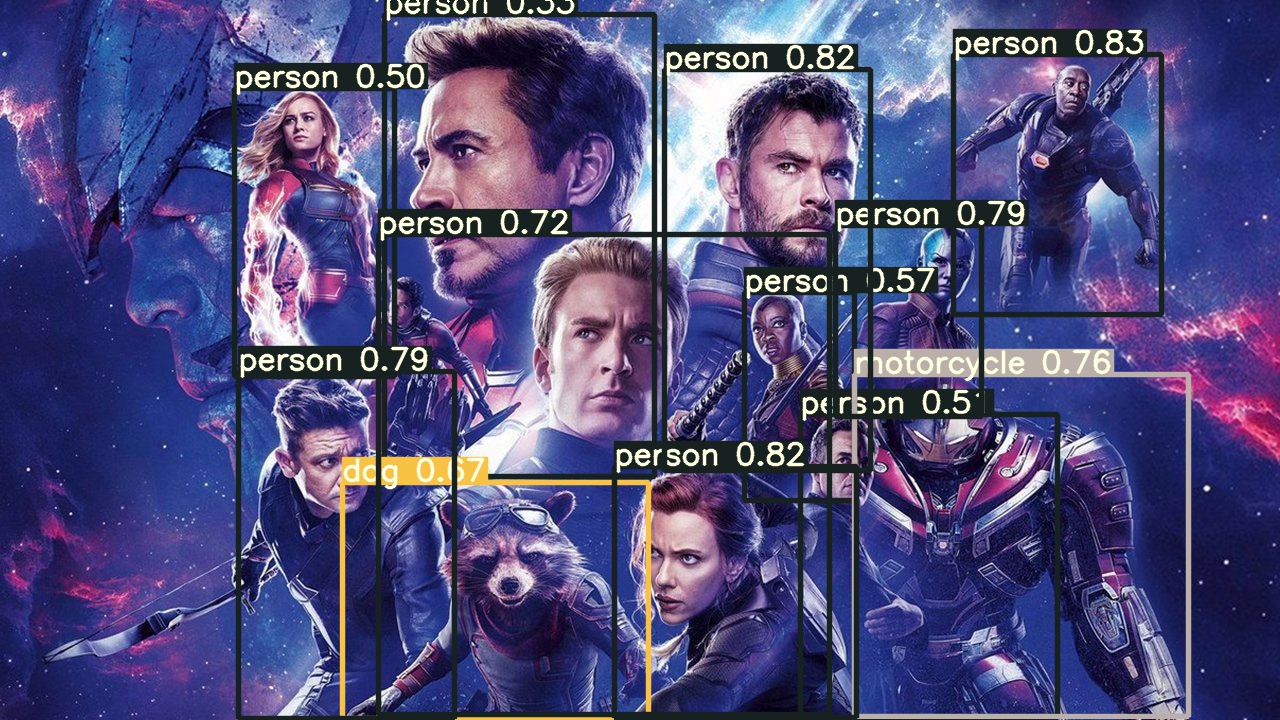 person 0.33
person 0.83
person 0.82
person 0.50
person 0.79
person 0.72
person 0.57
person 0.79
motorcycle 0.76
person 0.51
person 0.82
dog 0.67